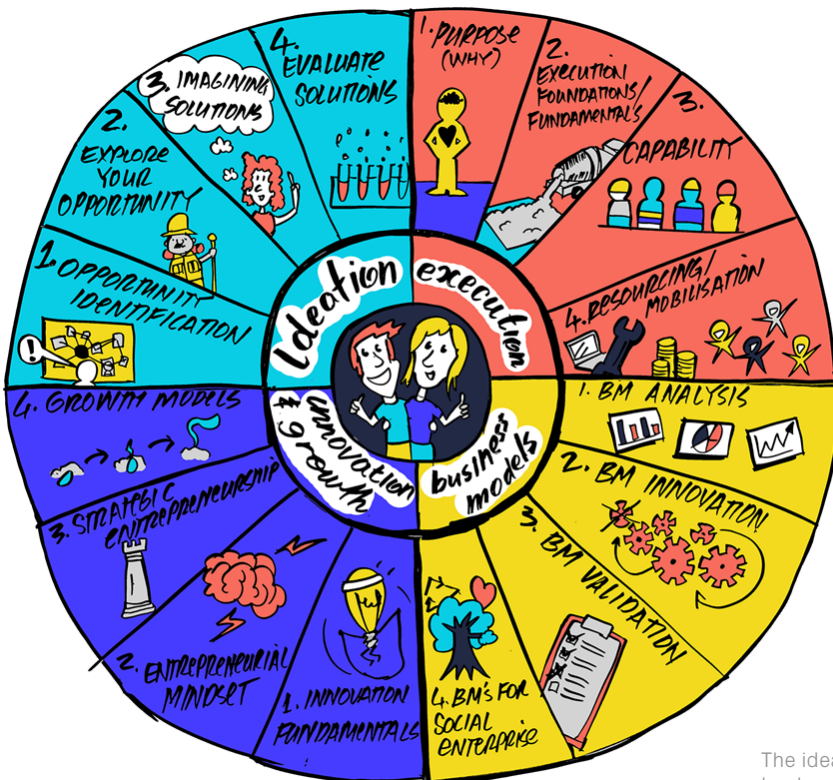 Ideation
1. OPPORTUNITY
IDENTIFICATION
2.
EXPLORE
YOUR
OPPORTUNITY
3. IMAGINING
SOLUTIONS
4.
EVALUATE
SOLUTIONS
execution
1. PURPOSE
(WHY)
2.
EXECUTION
FOUNDATIONS/
FUNDAMENTALS
3.
CAPABILITY
4. RESOURCING/
MOBILISATION
business
models
1. BM ANALYSIS
2. BM INNOVATION
3. BM VALIDATION
4. BM'S FOR
SOCIAL
ENTERPRISE
innovation
& growth
1. INNOVATION
FUNDAMENTALS
2. ENTREPRENEURIAL
MINDSET
3. STRATEGIC
ENTREPRENEURSHIP
4. GROWTH MODELS
!
The idea